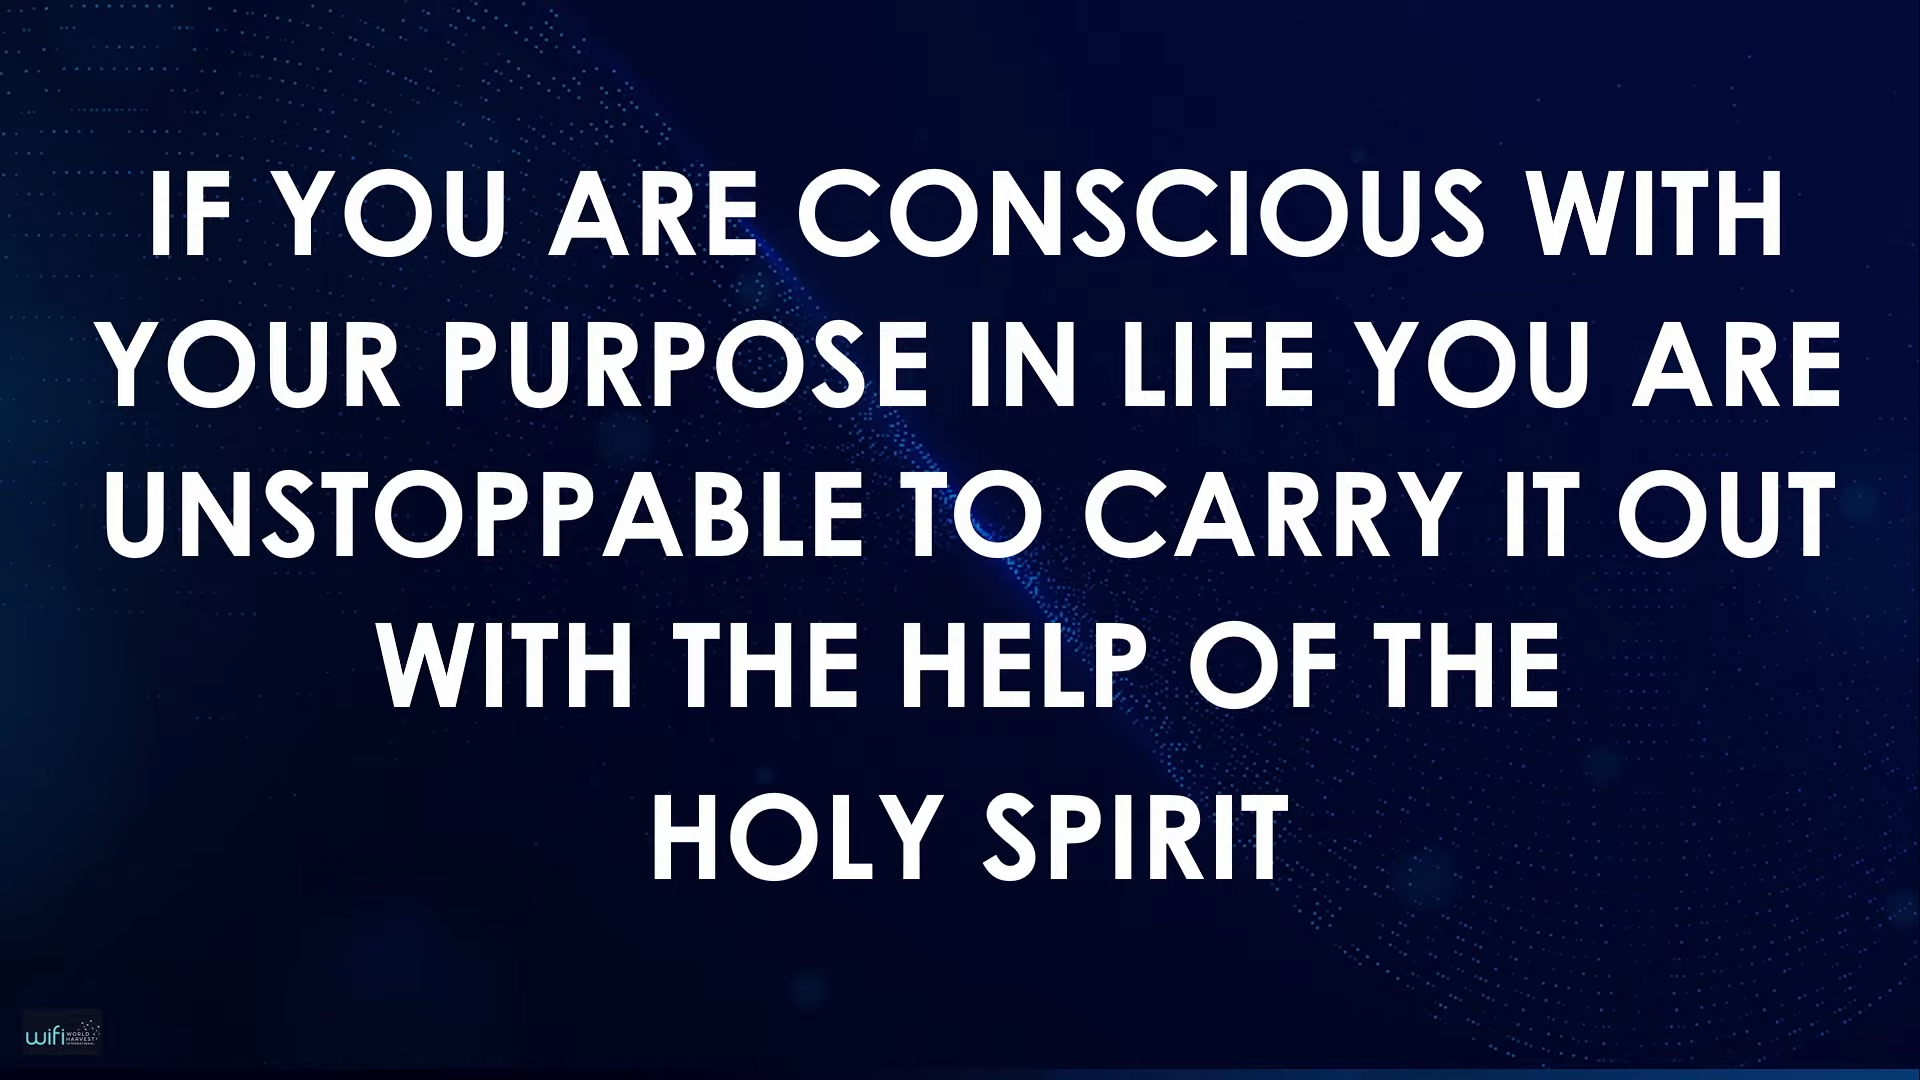 IF YOU ARE CONSCIOUS WITH
YOUR PURPOSE IN LIFE YOU ARE
UNSTOPPABLE TO CARRY IT OUT
WITH THE HELP OF THE
HOLY SPIRIT
wifi WORLD
HARVEST
INTERNATIONAL